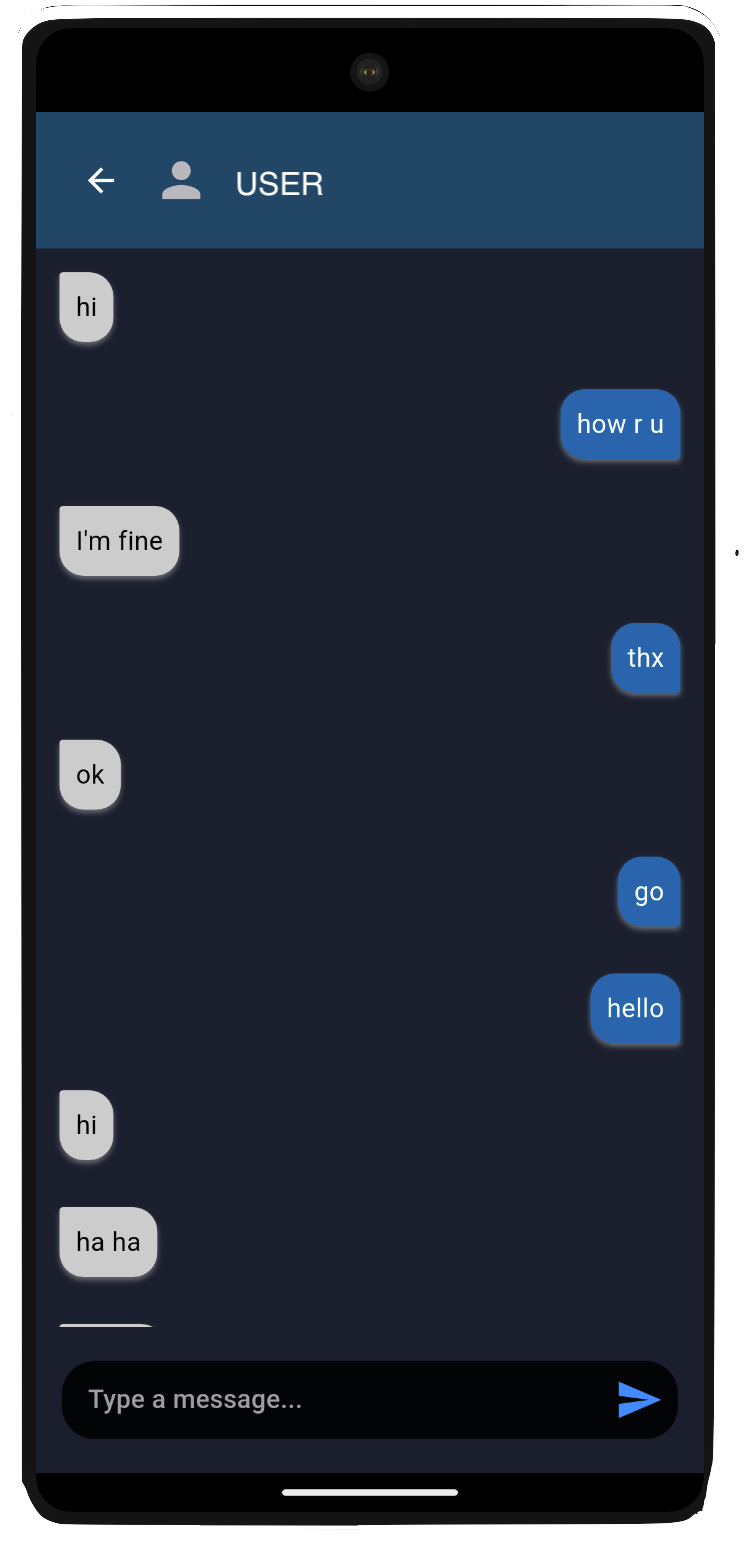 USER
hi
how r u
I'm fine
thx
ok
go
hello
hi
ha ha
Type a message...